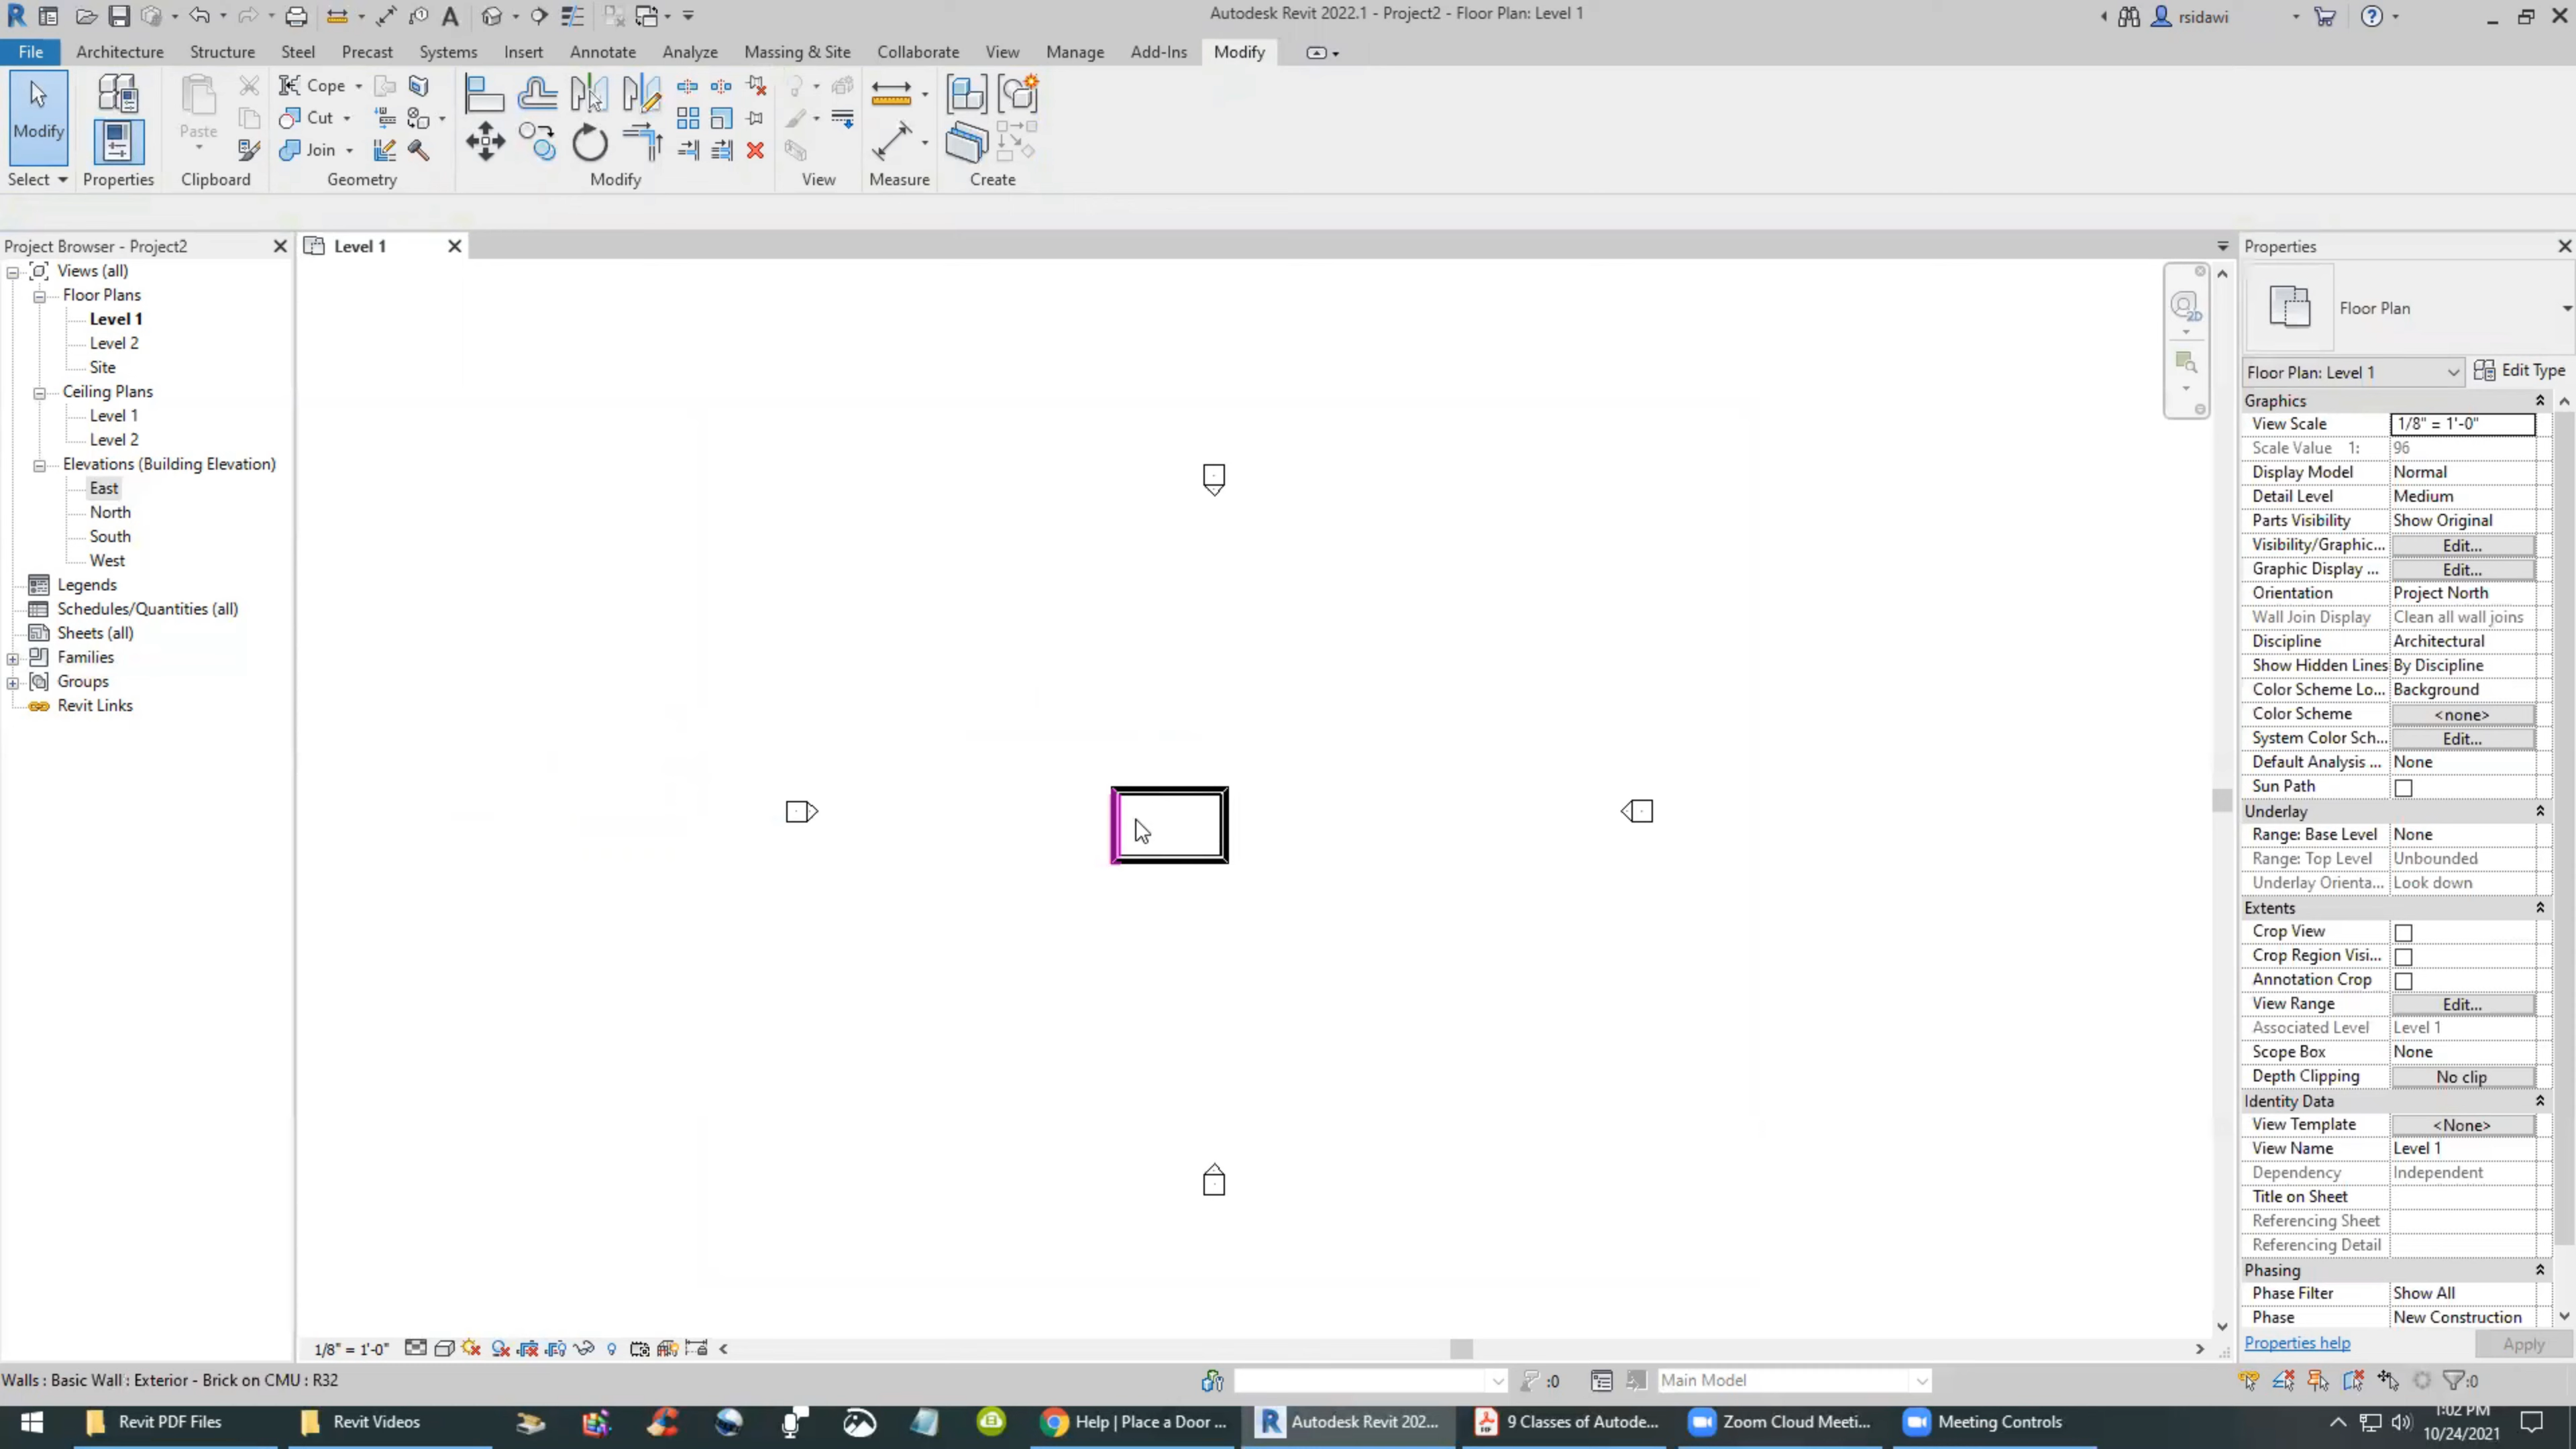 Autodesk Revit 2022.1 - Project2 - Floor Plan: Level 1
rsidawi
File Architecture Structure Steel Precast Systems Insert Annotate Analyze Massing & Site Collaborate View Manage Add-Ins Modify
Modify
Paste
Cope
Cut
Join
Select Properties Clipboard Geometry Modify View Measure Create
Project Browser - Project2
Views (all)
Floor Plans
Level 1
Level 2
Site
Ceiling Plans
Level 1
Level 2
Elevations (Building Elevation)
East
North
South
West
Legends
Schedules/Quantities (all)
Sheets (all)
Families
Groups
Revit Links
Level 1
2D
Properties
Floor Plan
Floor Plan: Level 1 Edit Type
Graphics
View Scale 1/8" = 1'-0"
Scale Value 1: 96
Display Model Normal
Detail Level Medium
Parts Visibility Show Original
Visibility/Graphic... Edit...
Graphic Display ... Edit...
Orientation Project North
Wall Join Display Clean all wall joins
Discipline Architectural
Show Hidden Lines By Discipline
Color Scheme Lo... Background
Color Scheme <none>
System Color Sch... Edit...
Default Analysis ... None
Sun Path
Underlay
Range: Base Level None
Range: Top Level Unbounded
Underlay Orienta... Look down
Extents
Crop View
Crop Region Visi...
Annotation Crop
View Range Edit...
Associated Level Level 1
Scope Box None
Depth Clipping No clip
Identity Data
View Template <None>
View Name Level 1
Dependency Independent
Title on Sheet
Referencing Sheet
Referencing Detail
Phasing
Phase Filter Show All
Phase New Construction
Properties help Apply
1/8" = 1'-0"
Walls : Basic Wall : Exterior - Brick on CMU : R32
:0
Main Model
:0
Revit PDF Files
Revit Videos
Help | Place a Door ...
Autodesk Revit 202...
9 Classes of Autode...
Zoom Cloud Meeti...
Meeting Controls
1:02 PM
10/24/2021